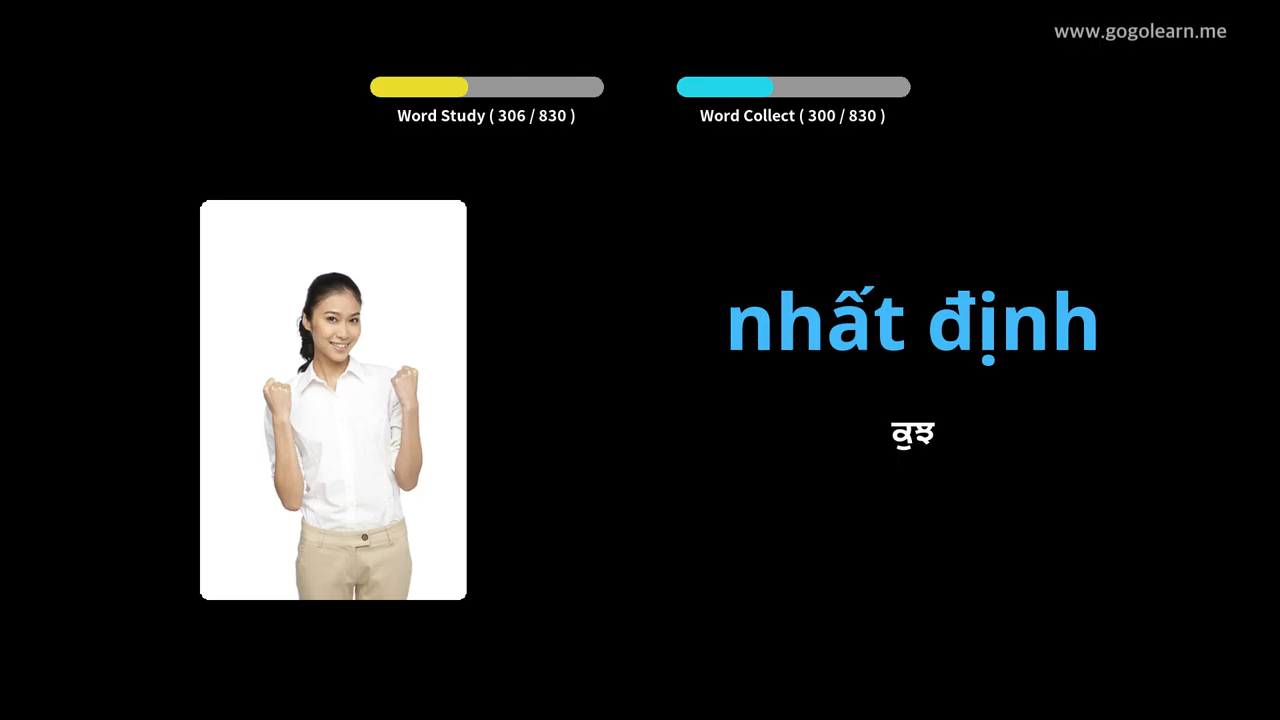 www.gogolearn.me
Word Study ( 306 / 830 )
Word Collect ( 300 / 830 )
nhất định
ਕੁਝ